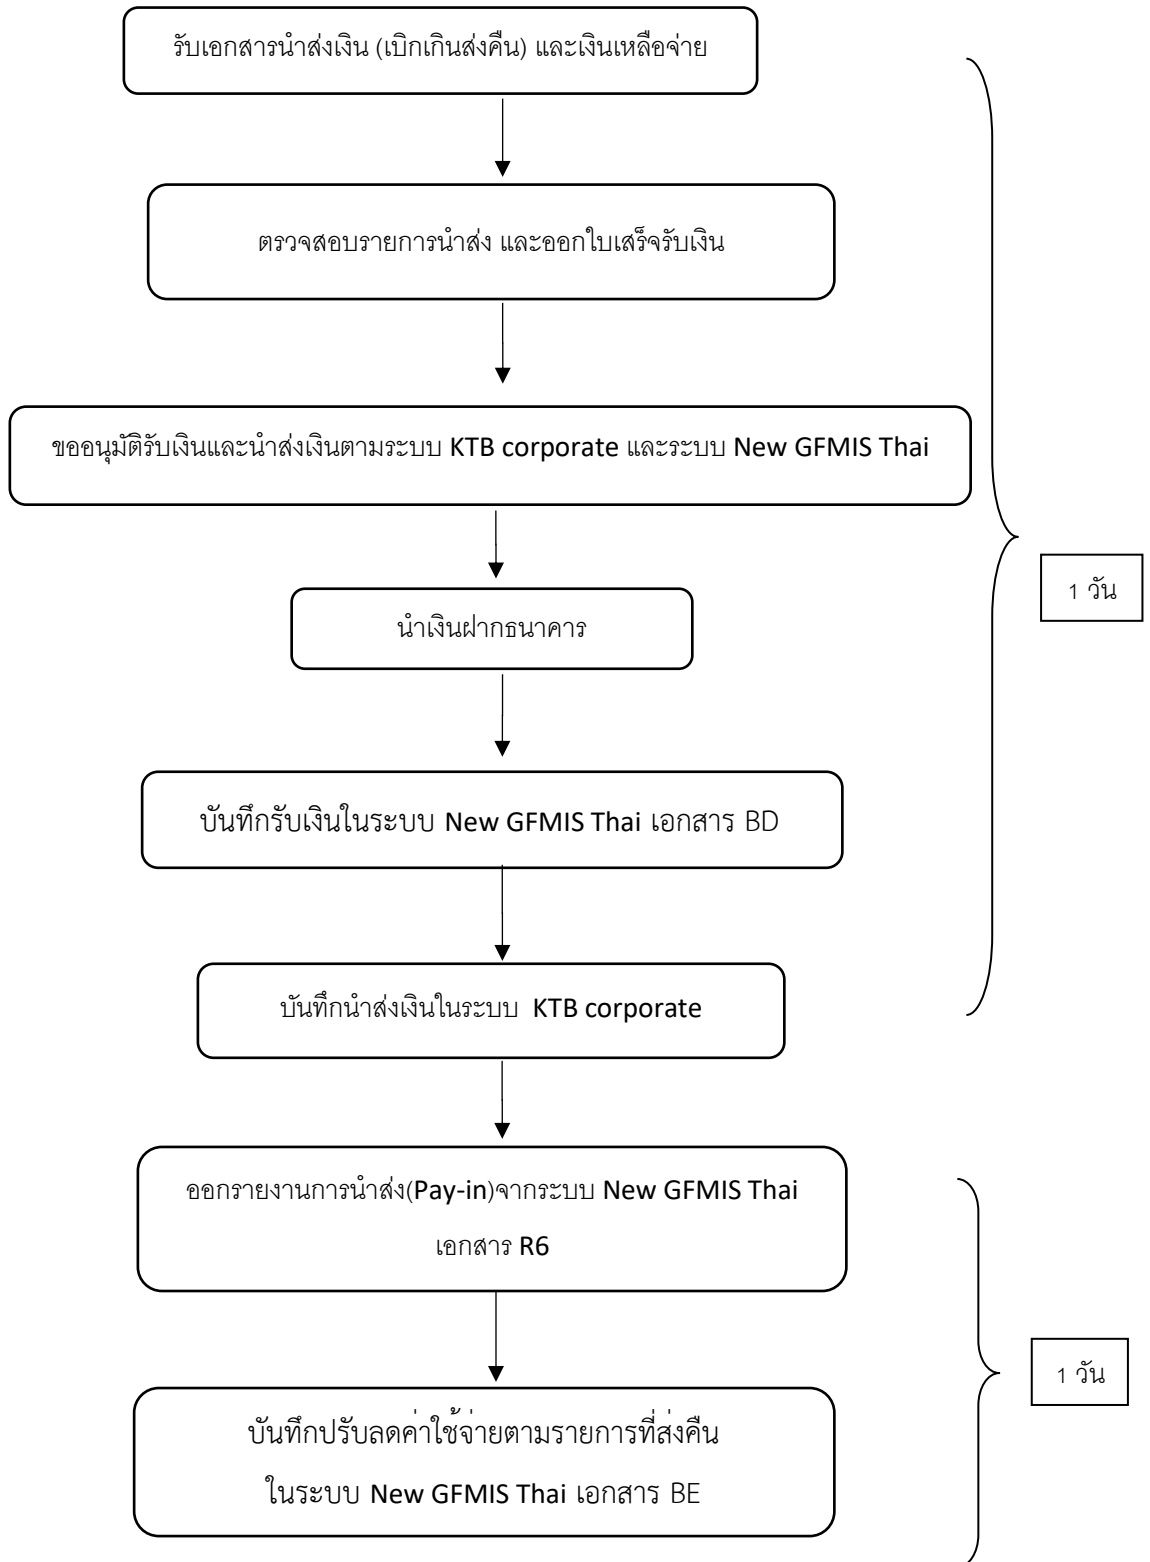 รับเอกสารนำส่งเงิน (เบิกเกินส่งคืน) และเงินเหลือจ่าย
ตรวจสอบรายการนำส่ง และออกใบเสร็จรับเงิน
ขออนุมัติรับเงินและนำส่งเงินตามระบบ KTB corporate และระบบ New GFMIS Thai
1 วัน
นำเงินฝากธนาคาร
บันทึกรับเงินในระบบ New GFMIS Thai เอกสาร BD
บันทึกนำส่งเงินในระบบ KTB corporate
ออกรายงานการนำส่ง(Pay-in)จากระบบ New GFMIS Thai
เอกสาร R6
1 วัน
บันทึกปรับลดค่าใช้จ่ายตามรายการที่ส่งคืน
ในระบบ New GFMIS Thai เอกสาร BE